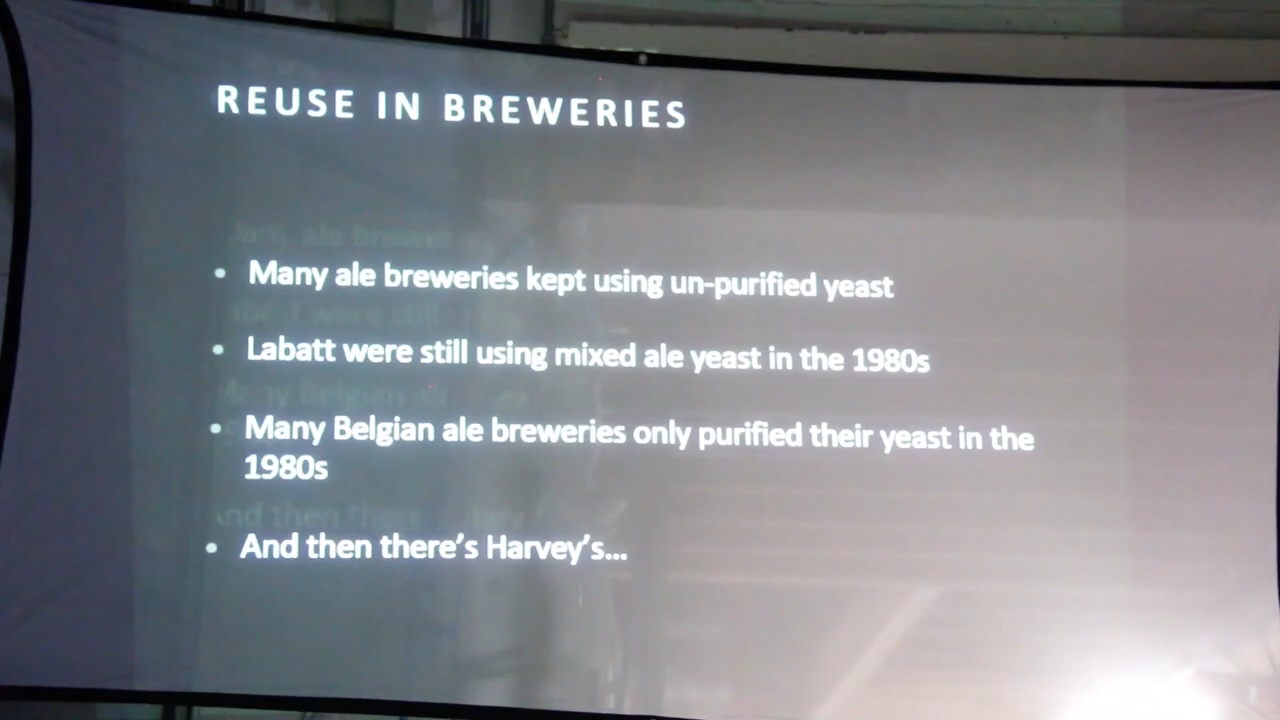 REUSE IN BREWERIES
• Many ale breweries kept using un-purified yeast
• Labatt were still using mixed ale yeast in the 1980s
• Many Belgian ale breweries only purified their yeast in the
1980s
• And then there's Harvey's...